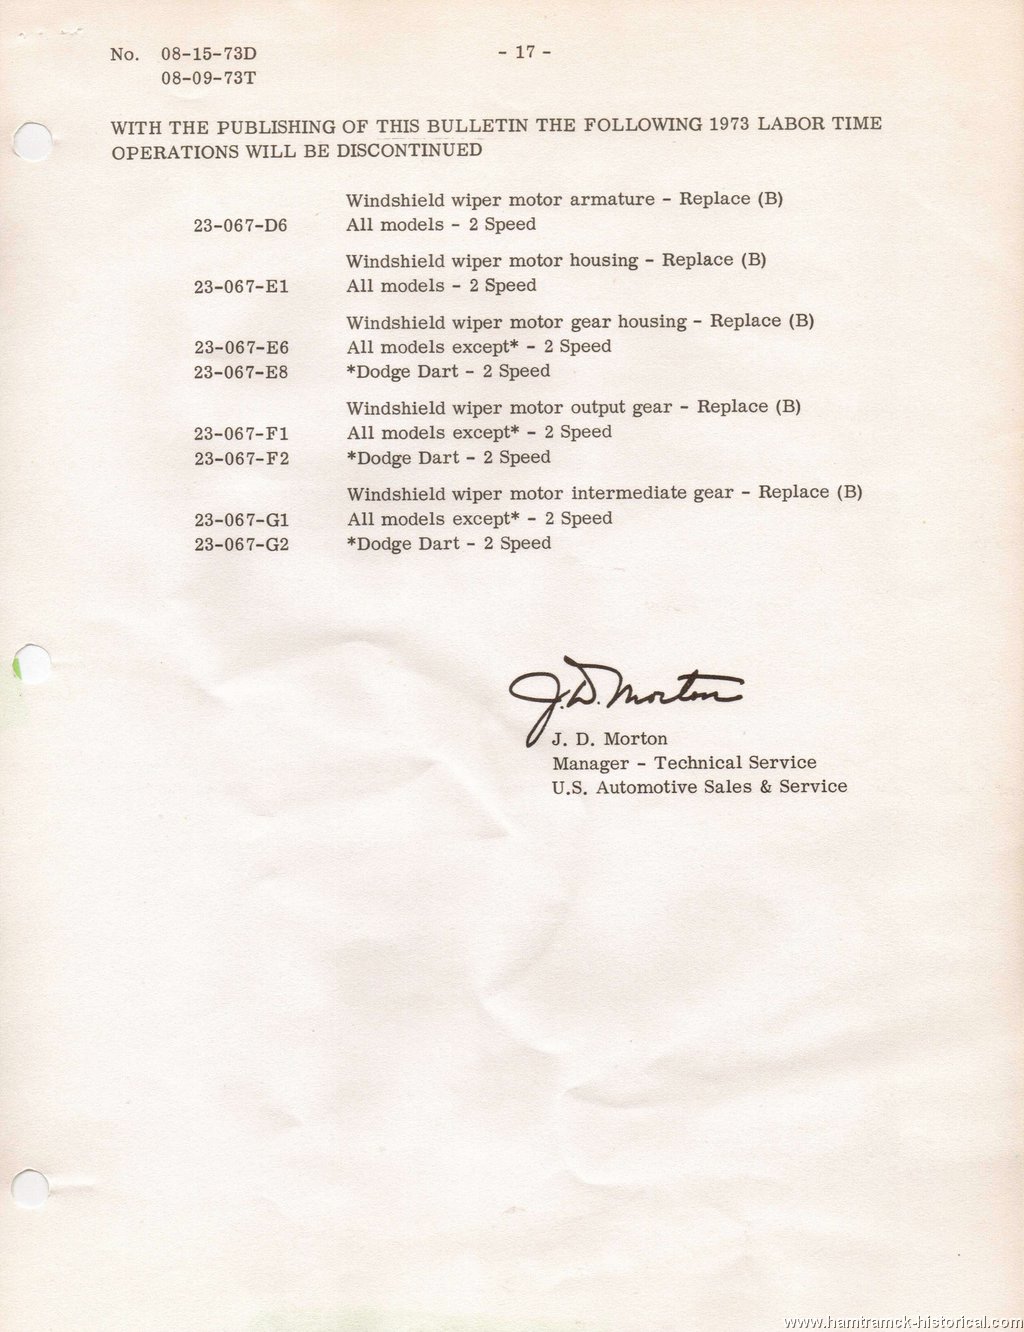 No. 08-15-73D - 17 -
08-09-73T
WITH THE PUBLISHING OF THIS BULLETIN THE FOLLOWING 1973 LABOR TIME
OPERATIONS WILL BE DISCONTINUED
Windshield wiper motor armature - Replace (B)
23-067-D6 All models - 2 Speed
Windshield wiper motor housing - Replace (B)
23-067-E1 All models - 2 Speed
Windshield wiper motor gear housing - Replace (B)
23-067-E6 All models except* - 2 Speed
23-067-E8 *Dodge Dart - 2 Speed
Windshield wiper motor output gear - Replace (B)
23-067-F1 All models except* - 2 Speed
23-067-F2 *Dodge Dart - 2 Speed
Windshield wiper motor intermediate gear - Replace (B)
23-067-G1 All models except* - 2 Speed
23-067-G2 *Dodge Dart - 2 Speed
J. D. Morton
J. D. Morton
Manager - Technical Service
U.S. Automotive Sales & Service
www.hamtramck-historical.com